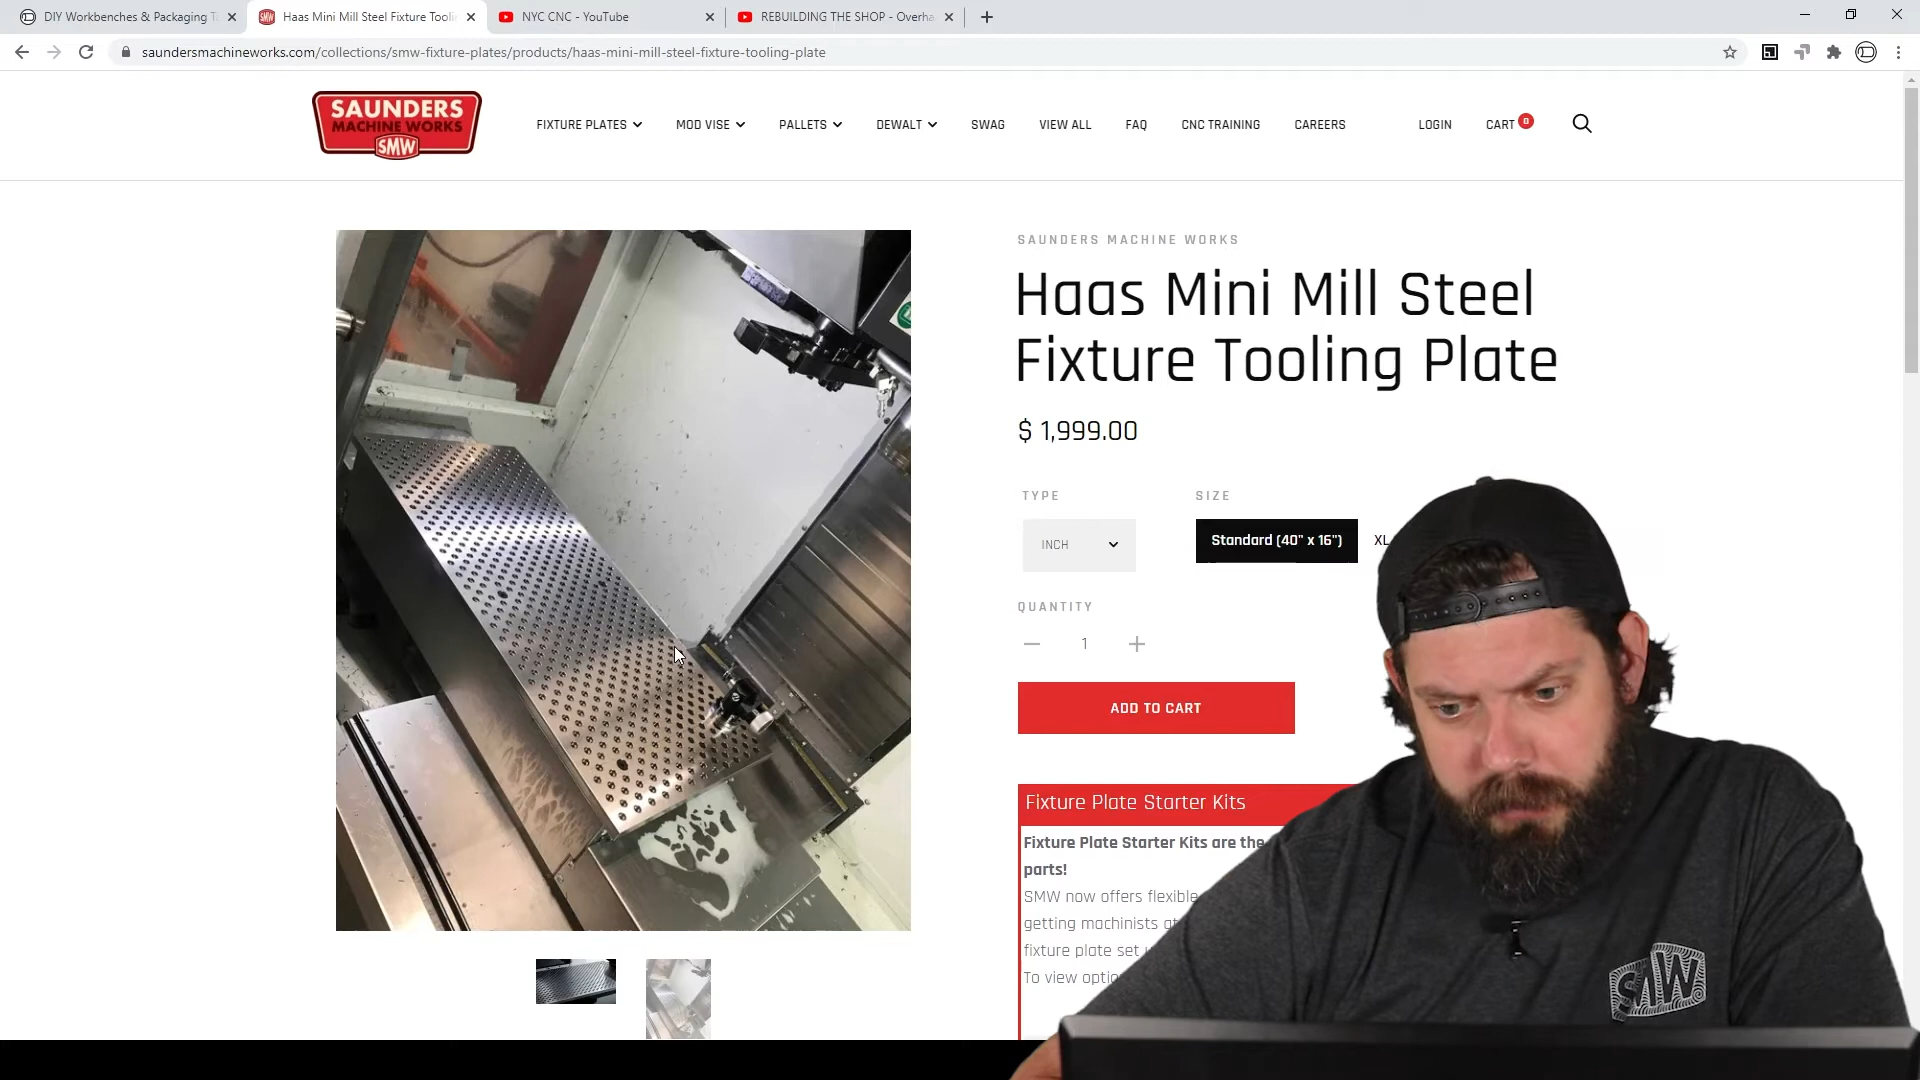 DIY Workbenches & Packaging T
Haas Mini Mill Steel Fixture Tooli
NYC CNC - YouTube
REBUILDING THE SHOP - Overha
saundersmachineworks.com/collections/smw-fixture-plates/products/haas-mini-mill-steel-fixture-tooling-plate
SAUNDERS
MACHINE WORKS
SMW
FIXTURE PLATES
MOD VISE
PALLETS
DEWALT
SWAG
VIEW ALL
FAQ
CNC TRAINING
CAREERS
LOGIN
CART 0
SAUNDERS MACHINE WORKS
Haas Mini Mill Steel
Fixture Tooling Plate
$ 1,999.00
TYPE
SIZE
INCH
Standard (40" x 16")
XL
QUANTITY
1
ADD TO CART
Fixture Plate Starter Kits
Fixture Plate Starter Kits are the
parts!
SMW now offers flexible
getting machinists
fixture plate set
To view
SMW